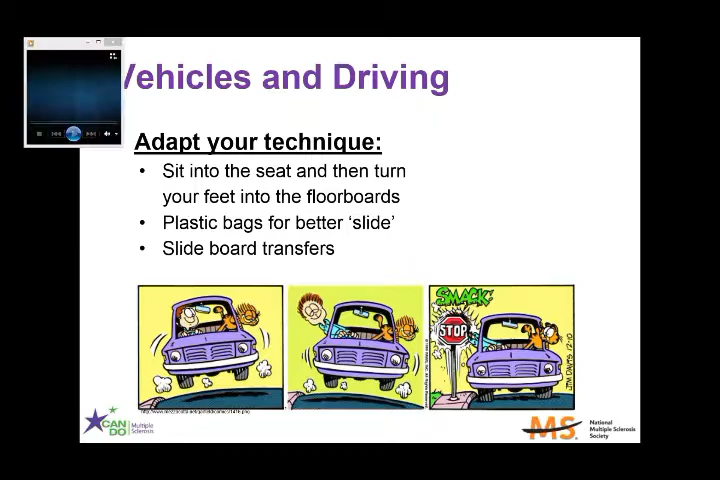 Vehicles and Driving
Adapt your technique:
• Sit into the seat and then turn
your feet into the floorboards
• Plastic bags for better ‘slide’
• Slide board transfers
SMACK!
STOP
JIM DAVIS 12-10
CAN
DO
Multiple
Sclerosis
MS
National
Multiple Sclerosis
Society